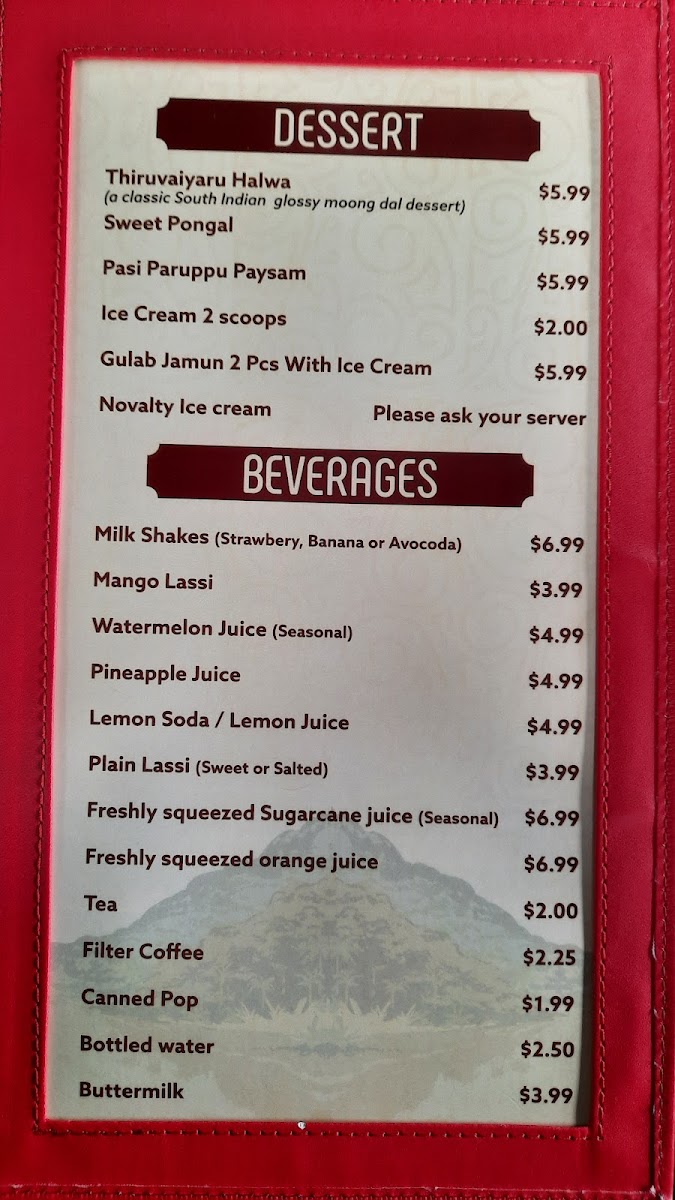 DESSERT
Thiruvaiyaru Halwa $5.99
(a classic South Indian glossy moong dal dessert)
Sweet Pongal $5.99
Pasi Paruppu Paysam $5.99
Ice Cream 2 scoops $2.00
Gulab Jamun 2 Pcs With Ice Cream $5.99
Novalty Ice cream Please ask your server
BEVERAGES
Milk Shakes (Strawbery, Banana or Avocoda) $6.99
Mango Lassi $3.99
Watermelon Juice (Seasonal) $4.99
Pineapple Juice $4.99
Lemon Soda / Lemon Juice $4.99
Plain Lassi (Sweet or Salted) $3.99
Freshly squeezed Sugarcane juice (Seasonal) $6.99
Freshly squeezed orange juice $6.99
Tea $2.00
Filter Coffee $2.25
Canned Pop $1.99
Bottled water $2.50
Buttermilk $3.99